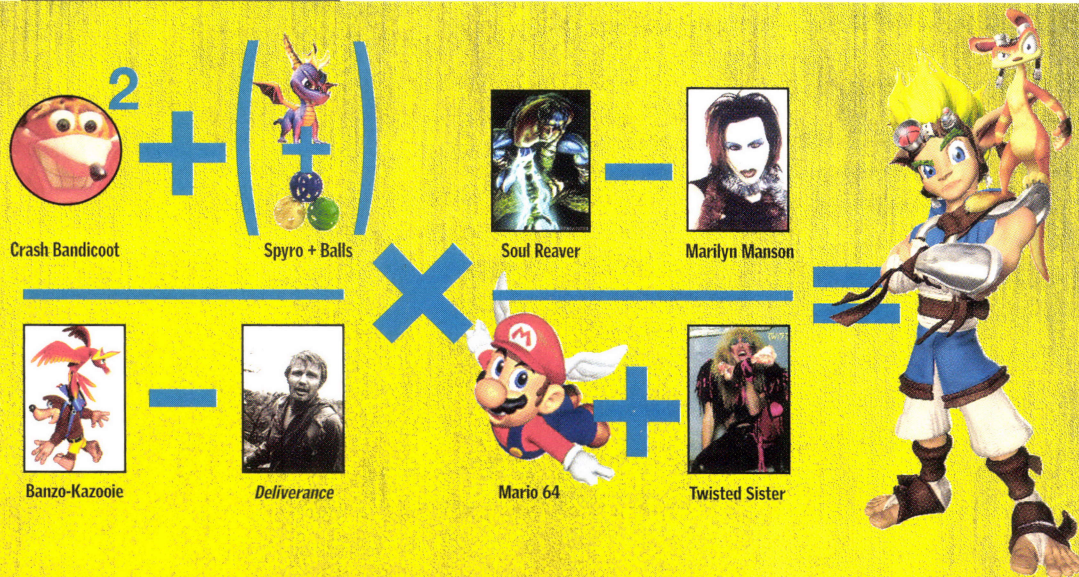 2
Crash Bandicoot
Spyro + Balls
Soul Reaver
Marilyn Manson
Banzo-Kazooie
Deliverance
M
Mario 64
Twisted Sister